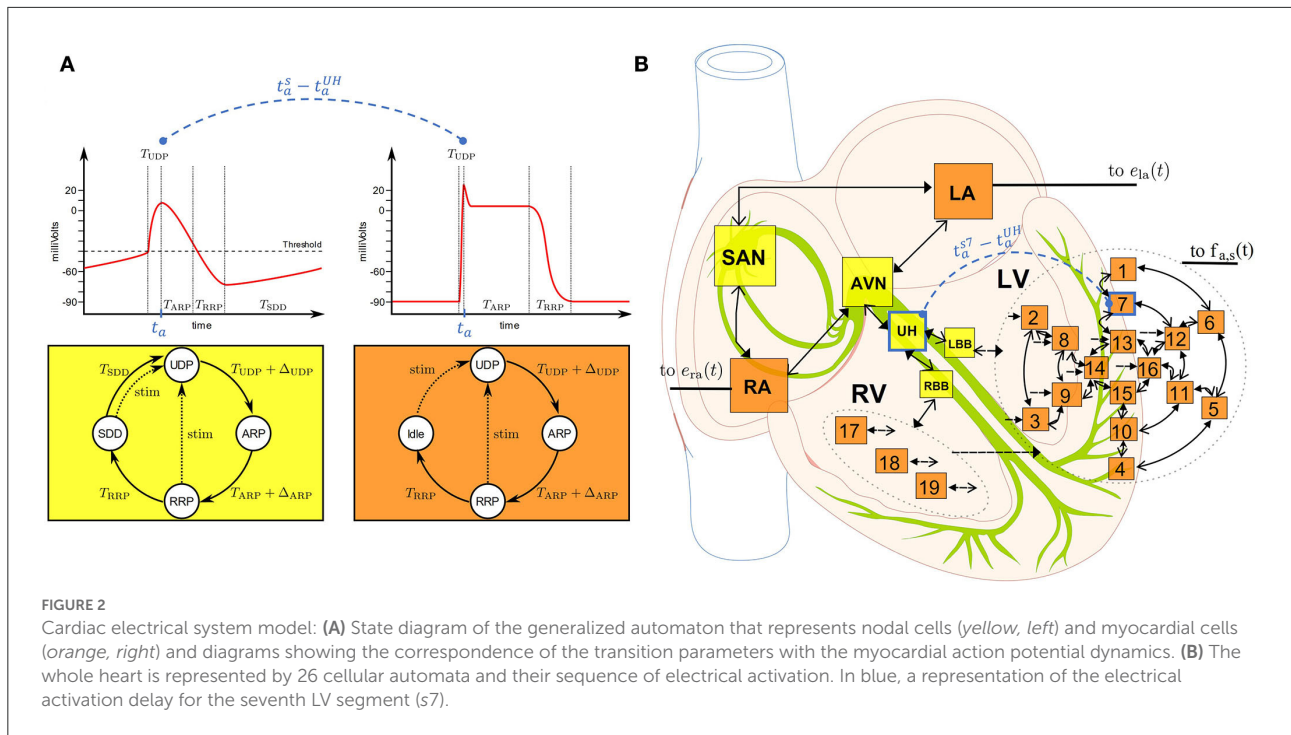 A
t_a^s − t_a^{UH}
T_UDP
20
0
milliVolts
-60
-90
Threshold
T_ARP
T_RRP
T_SDD
t_a
time
T_UDP
20
0
milliVolts
-60
-90
T_ARP
T_RRP
t_a
time
UDP
T_SDD
stim
T_UDP + Δ_UDP
SDD
stim
ARP
T_RRP
T_ARP + Δ_ARP
RRP
UDP
stim
T_UDP + Δ_UDP
Idle
stim
ARP
T_RRP
T_ARP + Δ_ARP
RRP
B
to e_la(t)
LA
SAN
t_a^{s7} − t_a^{UH}
to f_a,s(t)
AVN
LV
1
7
UH
LBB
2
8
13
12
6
to e_ra(t)
RA
RV
RBB
14
16
9
15
11
5
3
10
4
17
18
19
FIGURE 2
Cardiac electrical system model: (A) State diagram of the generalized automaton that represents nodal cells (yellow, left) and myocardial cells
(orange, right) and diagrams showing the correspondence of the transition parameters with the myocardial action potential dynamics. (B) The
whole heart is represented by 26 cellular automata and their sequence of electrical activation. In blue, a representation of the electrical
activation delay for the seventh LV segment (s7).